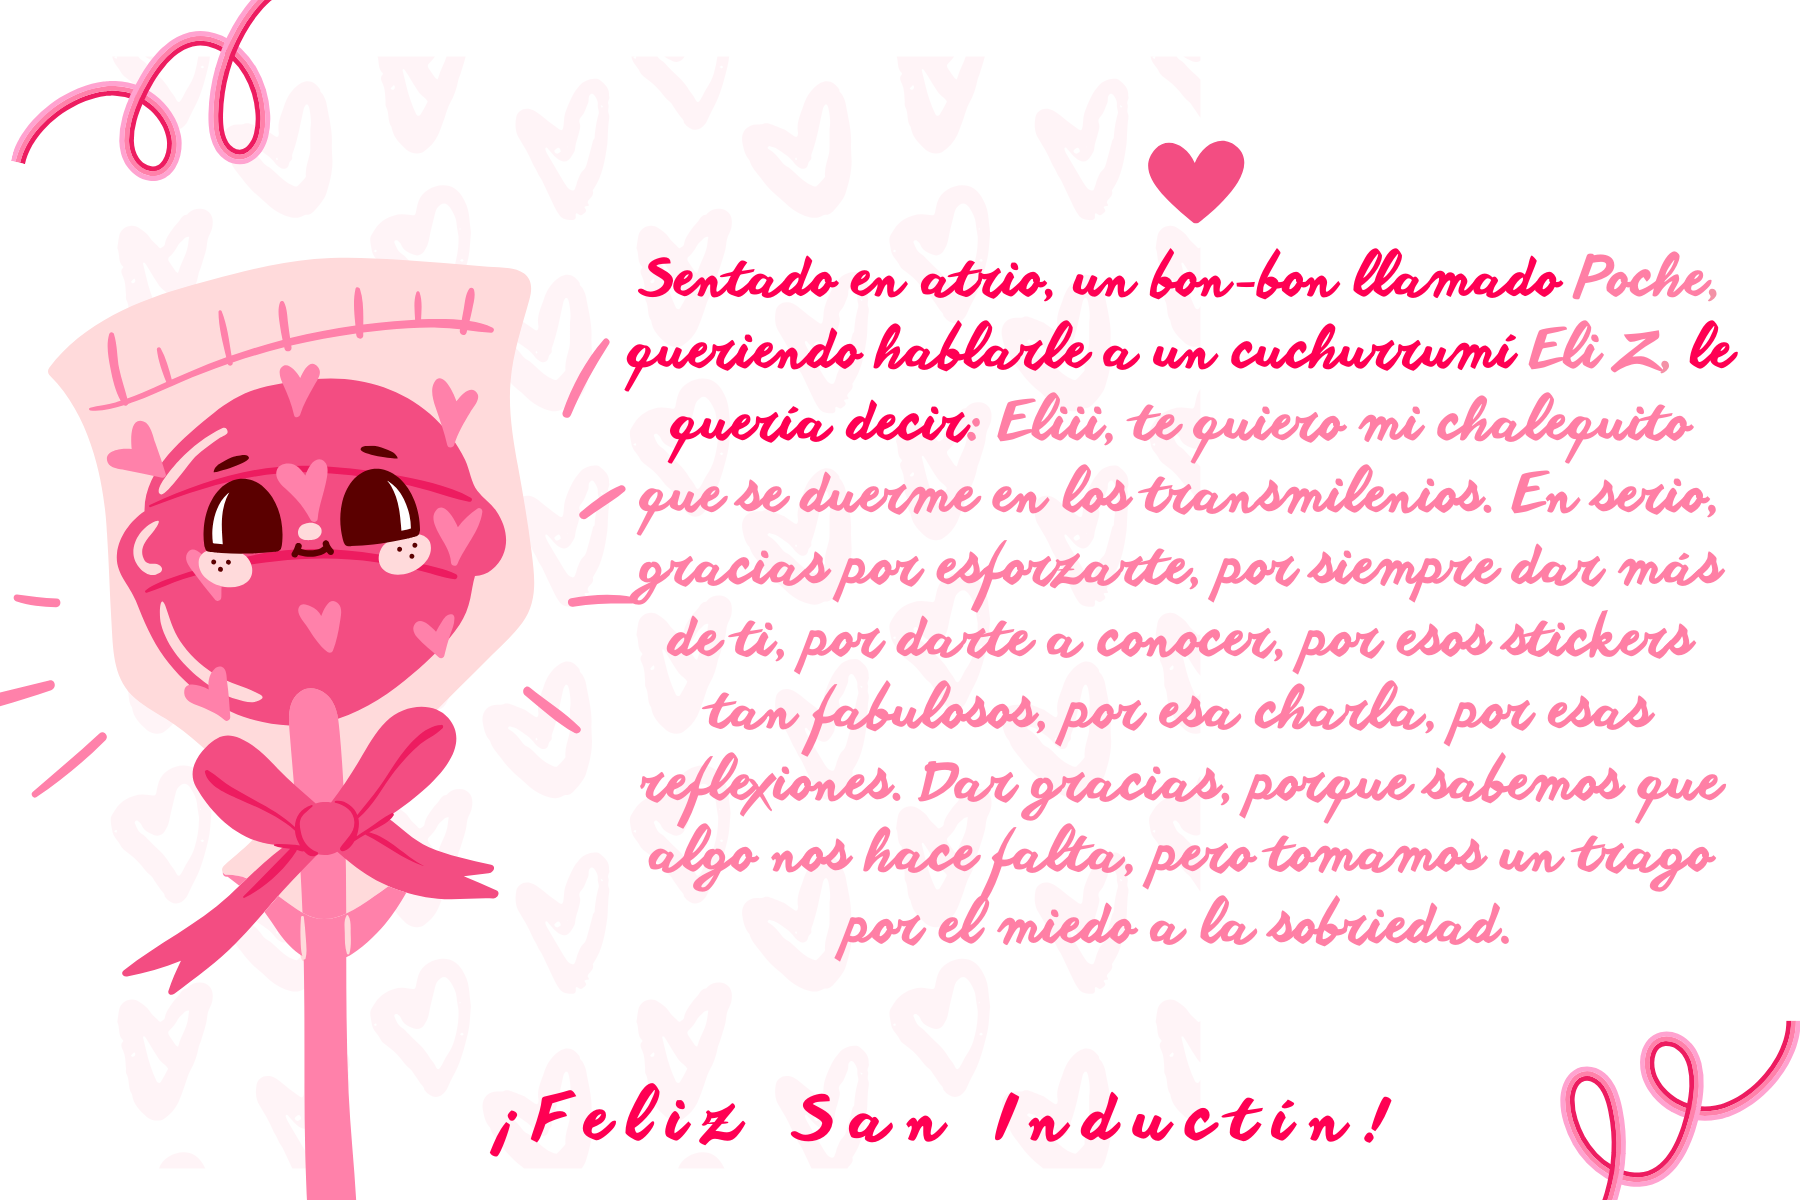 Sentado en atrio, un bon-bon llamado Poche,
queriendo hablarle a un cuchurrumí Eli Z, le
quería decir: Eliii, te quiero mi chalequito
que se duerme en los transmilenios. En serio,
gracias por esforzarte, por siempre dar más
de ti, por darte a conocer, por esos stickers
tan fabulosos, por esa charla, por esas
reflexiones. Dar gracias, porque sabemos que
algo nos hace falta, pero tomamos un trago
por el miedo a la sobriedad.
¡Feliz San Inductín!